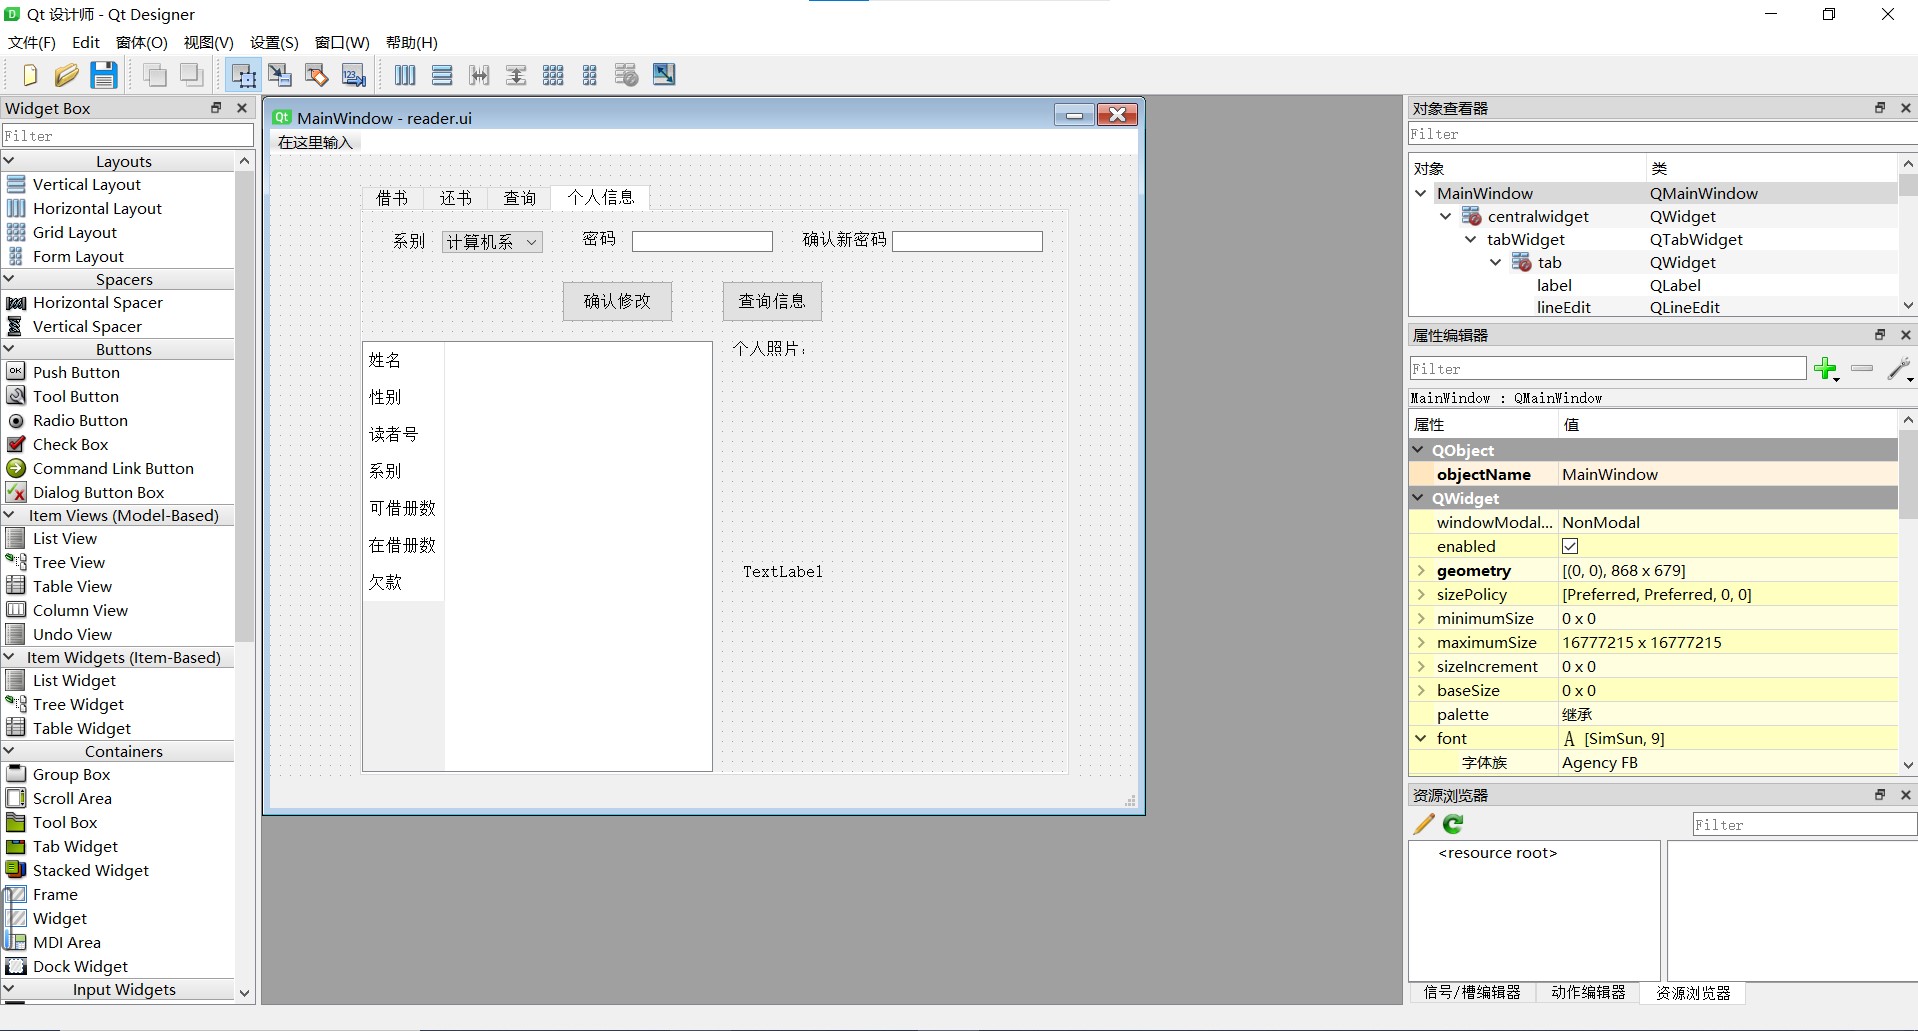 Qt 设计师 - Qt Designer
文件(F) Edit 窗体(O) 视图(V) 设置(S) 窗口(W) 帮助(H)
Widget Box
Filter
Layouts
Vertical Layout
Horizontal Layout
Grid Layout
Form Layout
Spacers
Horizontal Spacer
Vertical Spacer
Buttons
Push Button
Tool Button
Radio Button
Check Box
Command Link Button
Dialog Button Box
Item Views (Model-Based)
List View
Tree View
Table View
Column View
Undo View
Item Widgets (Item-Based)
List Widget
Tree Widget
Table Widget
Containers
Group Box
Scroll Area
Tool Box
Tab Widget
Stacked Widget
Frame
Widget
MDI Area
Dock Widget
Input Widgets
MainWindow - reader.ui
在这里输入
借书 还书 查询 个人信息
系别 计算机系 密码 确认新密码
确认修改 查询信息
姓名
性别
读者号
系别
可借册数
在借册数
欠款
个人照片:
TextLabel
对象查看器
Filter
对象 类
MainWindow QMainWindow
centralwidget QWidget
tabWidget QTabWidget
tab QWidget
label QLabel
lineEdit QLineEdit
属性编辑器
Filter
MainWindow : QMainWindow
属性 值
QObject
objectName MainWindow
QWidget
windowModal... NonModal
enabled
geometry [(0, 0), 868 x 679]
sizePolicy [Preferred, Preferred, 0, 0]
minimumSize 0 x 0
maximumSize 16777215 x 16777215
sizeIncrement 0 x 0
baseSize 0 x 0
palette 继承
font A [SimSun, 9]
字体族 Agency FB
资源浏览器
Filter
<resource root>
信号/槽编辑器 动作编辑器 资源浏览器